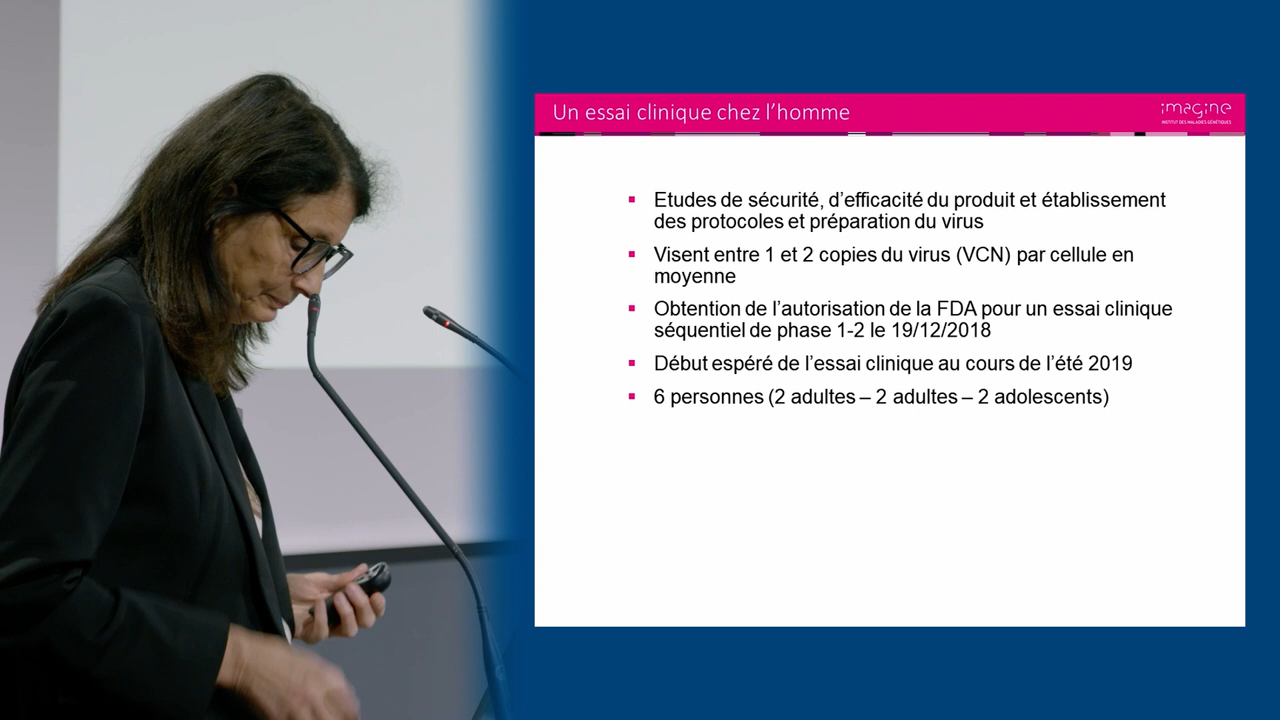 Un essai clinique chez l’homme
imagine
INSTITUT DES MALADIES GÉNÉTIQUES
Etudes de sécurité, d’efficacité du produit et établissement
des protocoles et préparation du virus
Visent entre 1 et 2 copies du virus (VCN) par cellule en
moyenne
Obtention de l’autorisation de la FDA pour un essai clinique
séquentiel de phase 1-2 le 19/12/2018
Début espéré de l’essai clinique au cours de l’été 2019
6 personnes (2 adultes – 2 adultes – 2 adolescents)